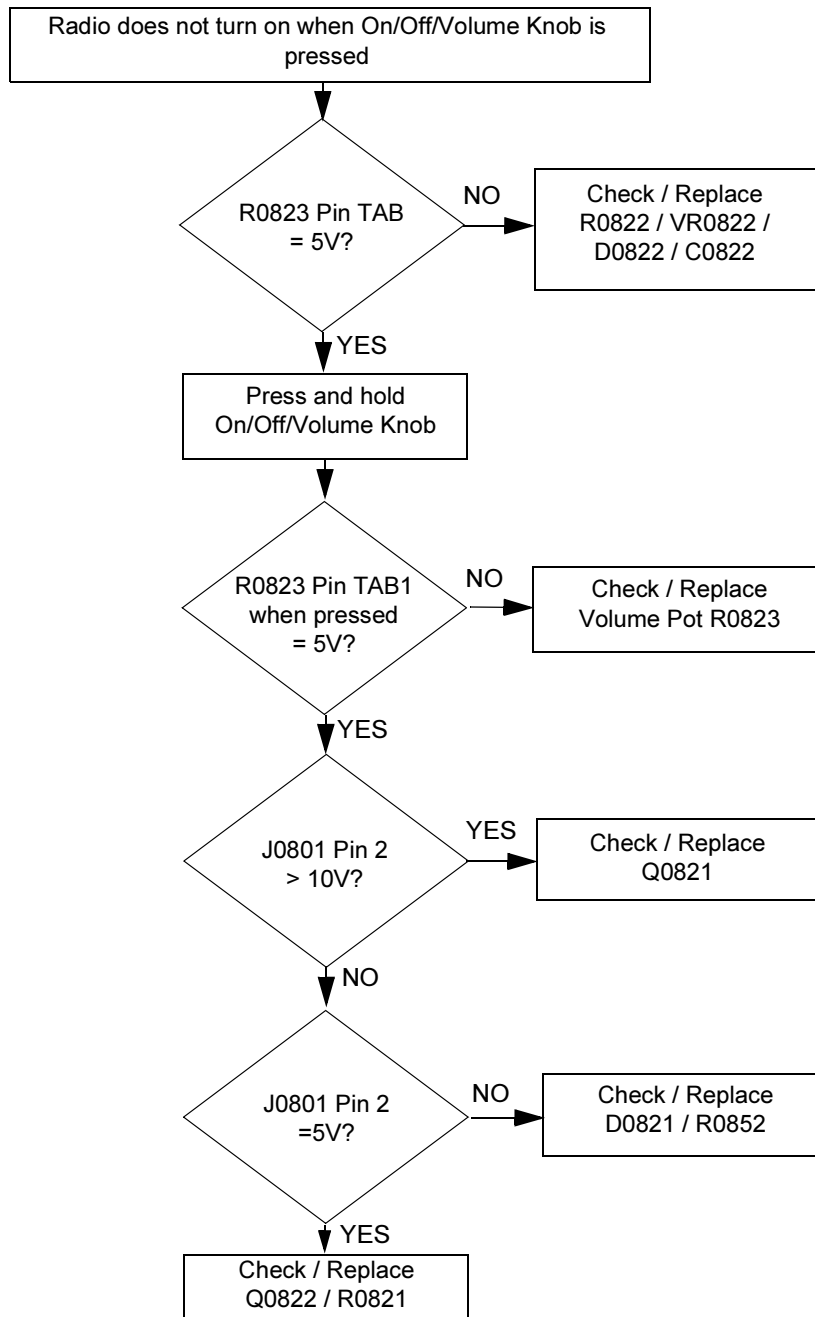 Radio does not turn on when On/Off/Volume Knob is
pressed
R0823 Pin TAB
= 5V?
NO
Check / Replace
R0822 / VR0822 /
D0822 / C0822
YES
Press and hold
On/Off/Volume Knob
R0823 Pin TAB1
when pressed
= 5V?
NO
Check / Replace
Volume Pot R0823
YES
J0801 Pin 2
> 10V?
YES
Check / Replace
Q0821
NO
J0801 Pin 2
=5V?
NO
Check / Replace
D0821 / R0852
YES
Check / Replace
Q0822 / R0821